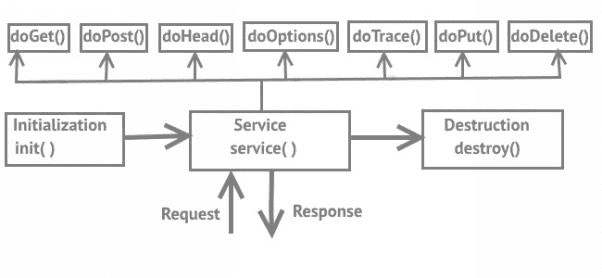 doGet() doPost() doHead() doOptions() doTrace() doPut() doDelete()
Initialization
init( )
Service
service( )
Destruction
destroy()
Request
Response